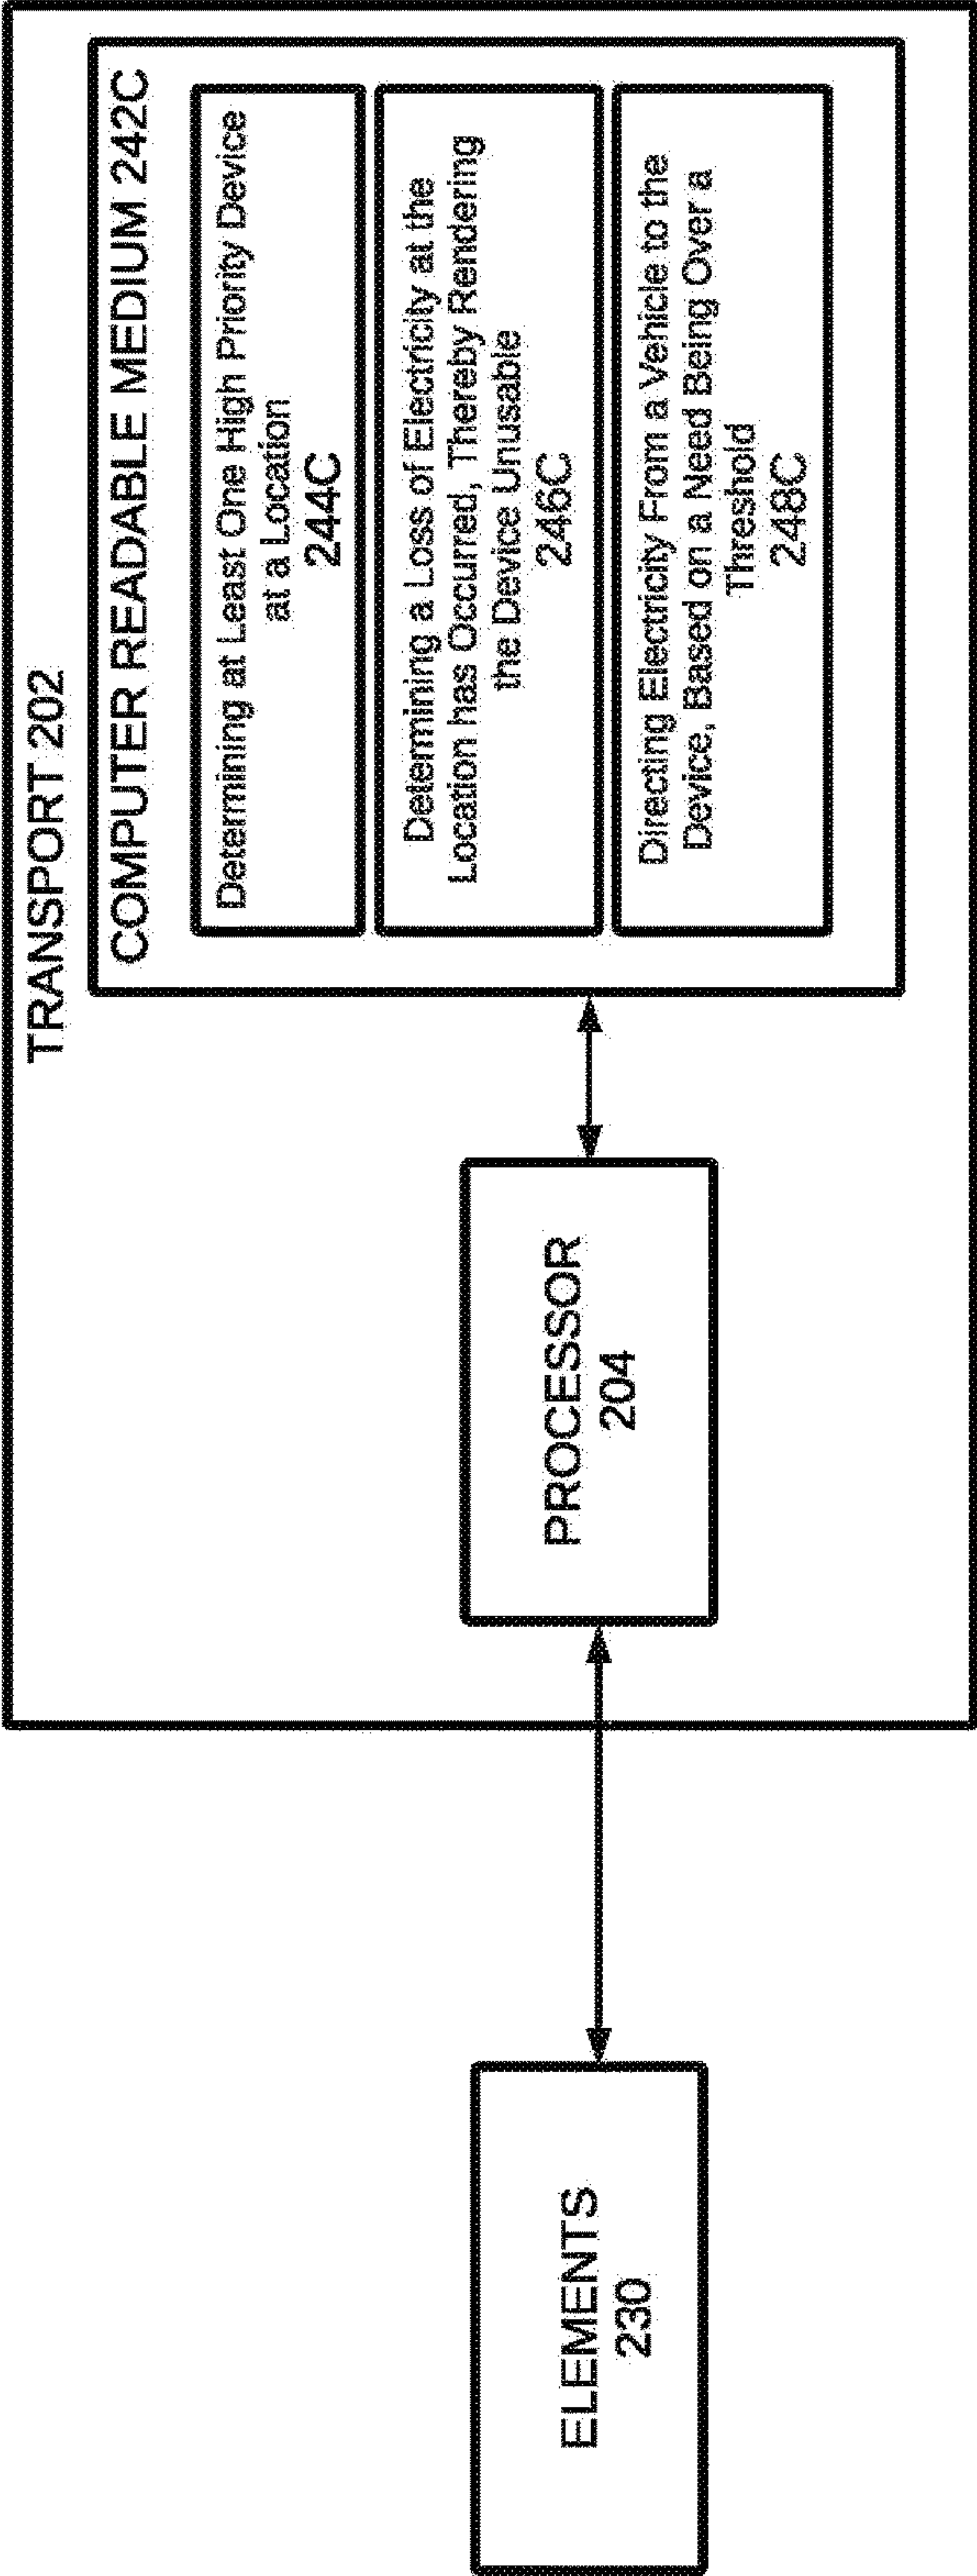 TRANSPORT 202
COMPUTER READABLE MEDIUM 242C
Determining at Least One High Priority Device
at a Location
244C
Determining a Loss of Electricity at the
Location has Occurred, Thereby Rendering
the Device Unusable
246C
Directing Electricity From a Vehicle to the
Device, Based on a Need Being Over a
Threshold
248C
PROCESSOR
204
ELEMENTS
230